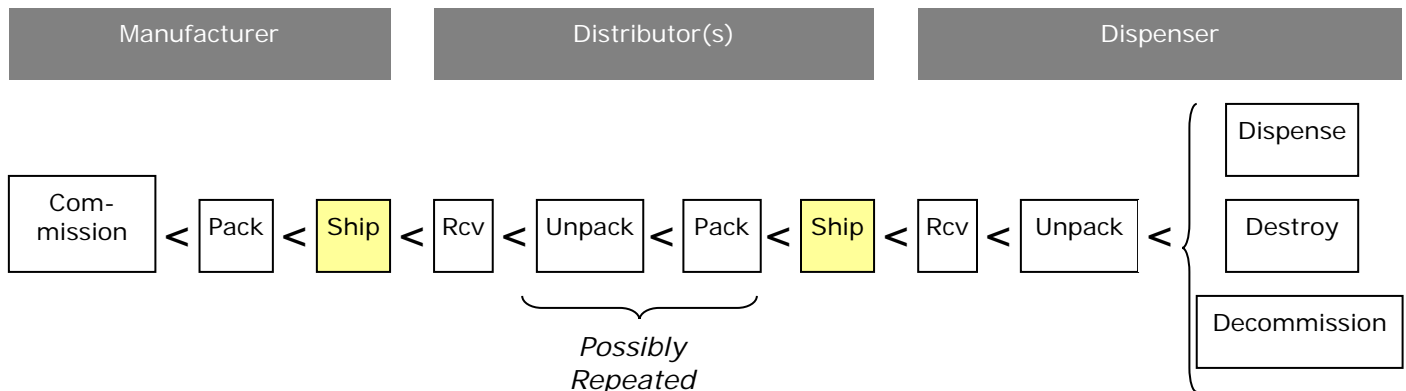 Manufacturer
Distributor(s)
Dispenser
Com-
mission
<
Pack
<
Ship
<
Rcv
<
Unpack
<
Pack
<
Ship
<
Rcv
<
Unpack
<
Dispense
Destroy
Decommission
Possibly
Repeated